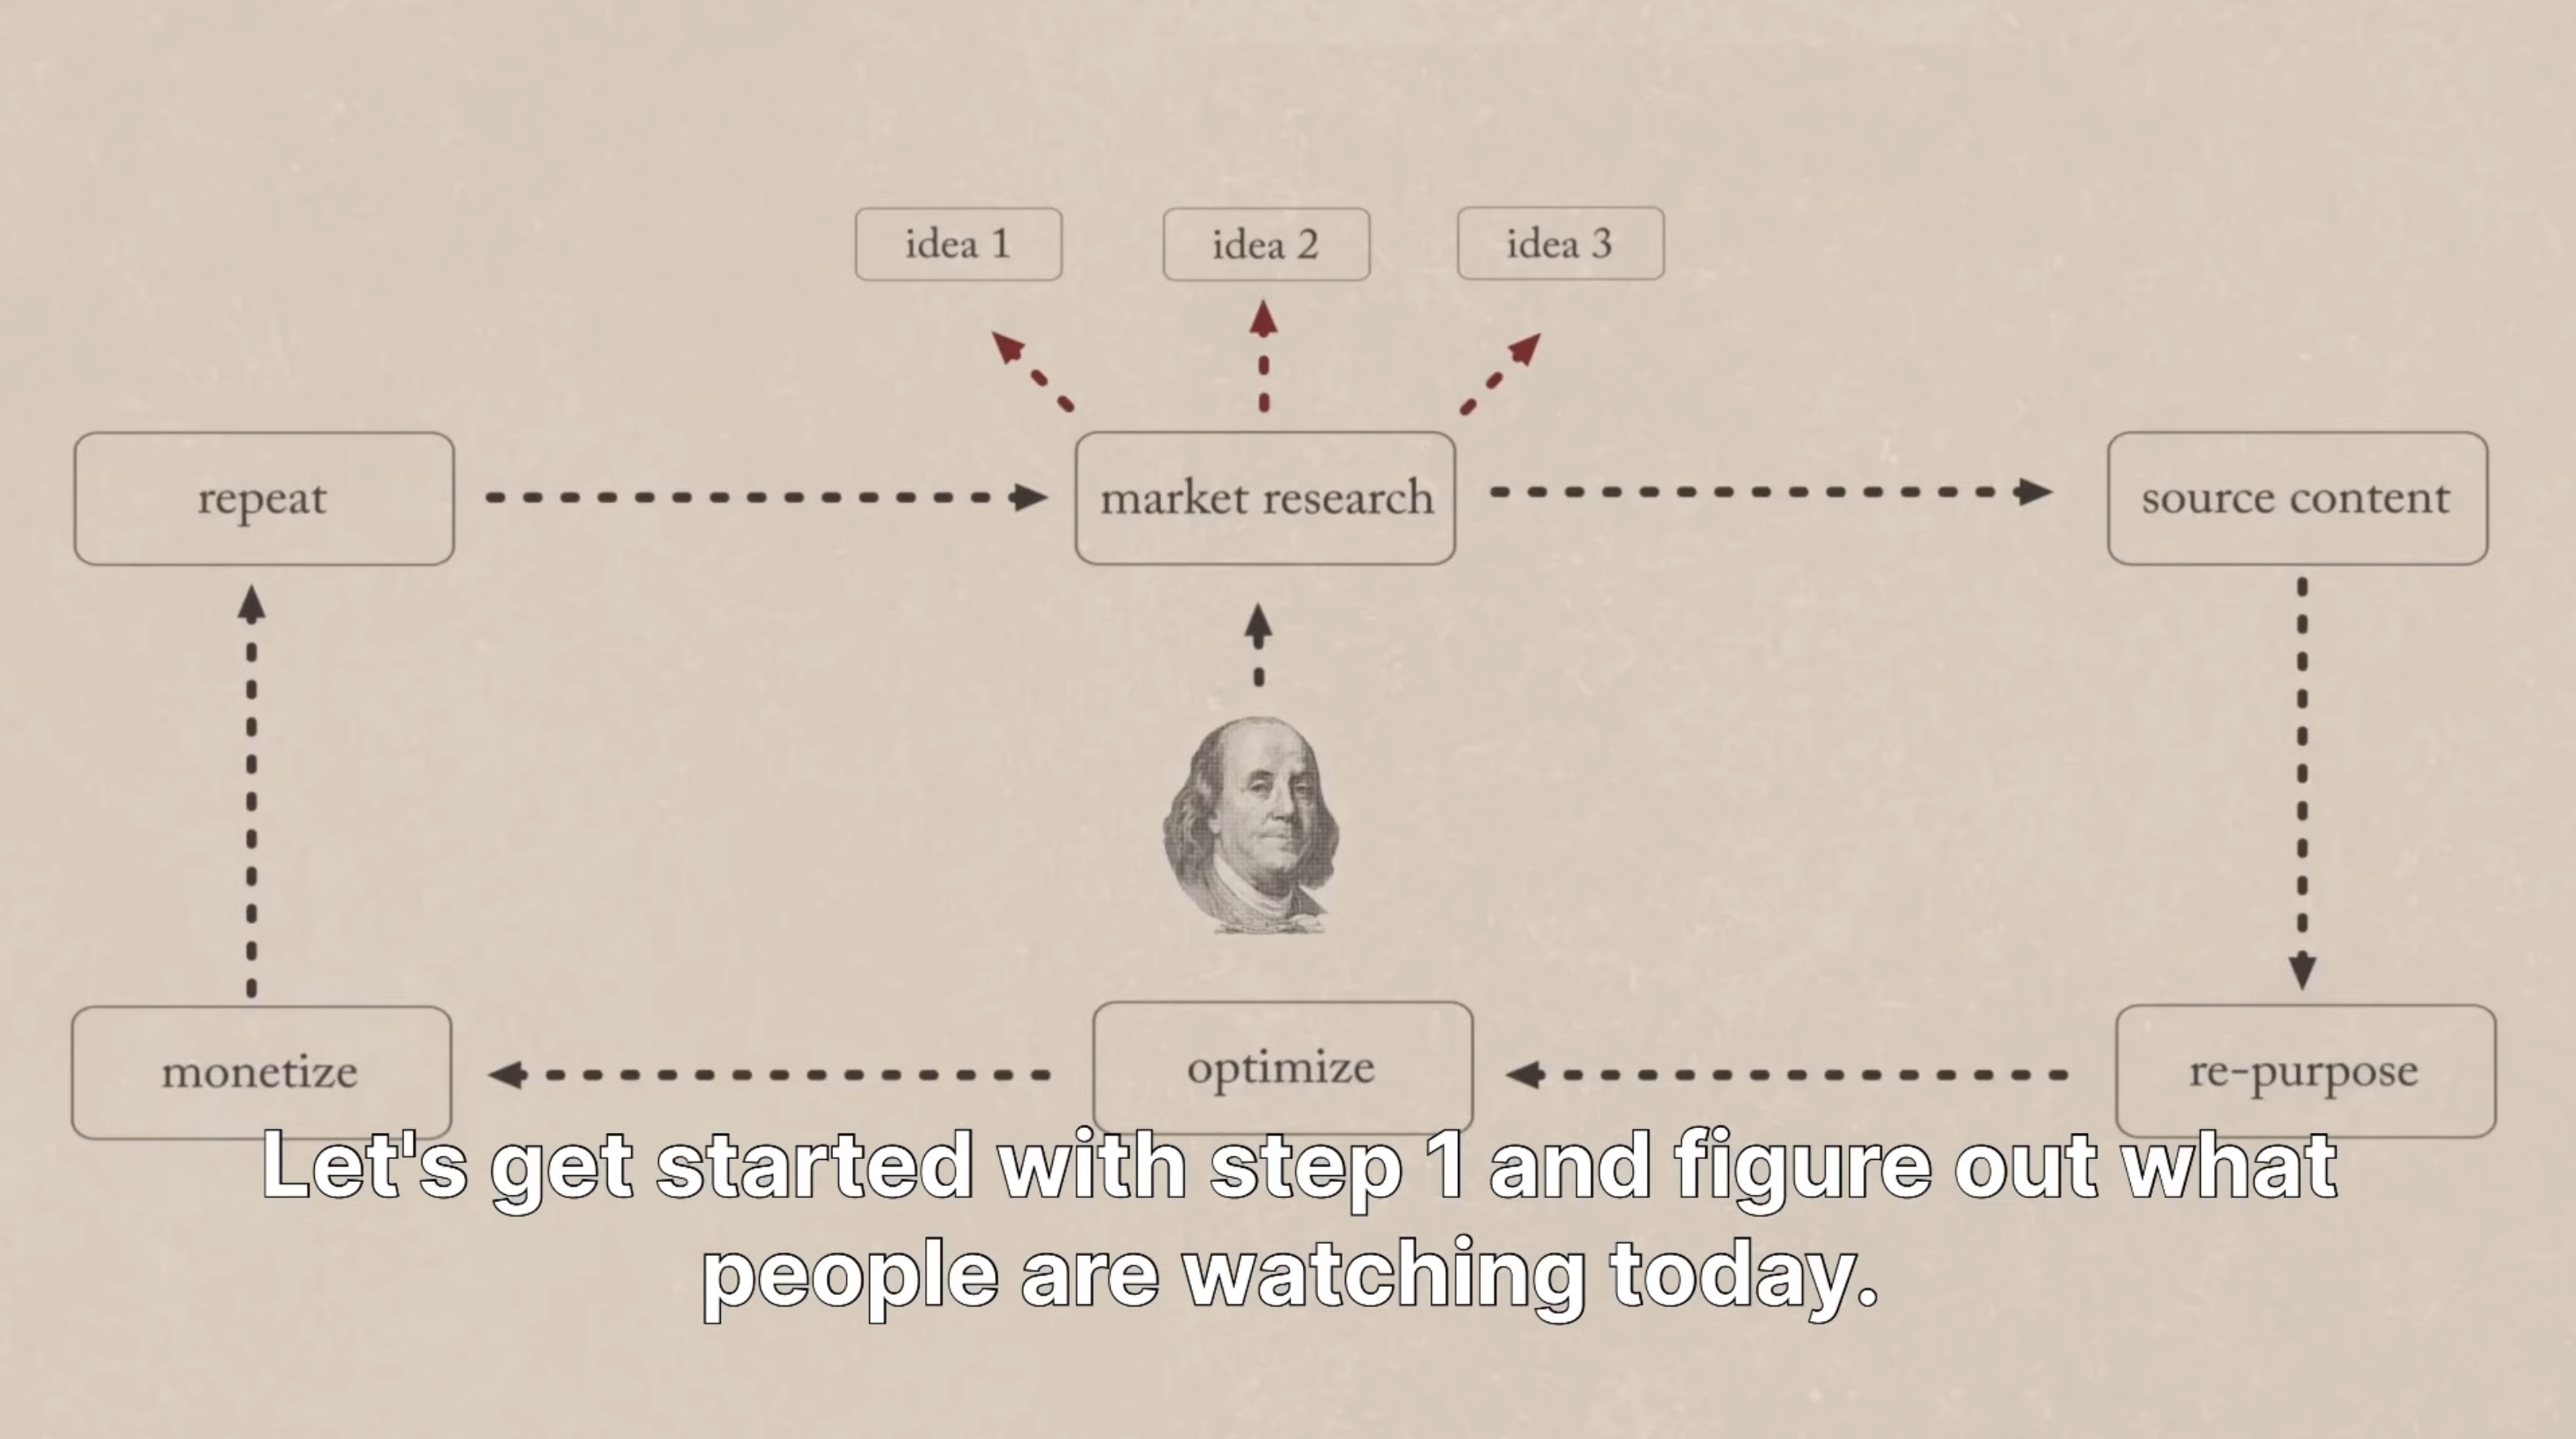 idea 1
idea 2
idea 3
repeat
market research
source content
monetize
optimize
re-purpose
Let's get started with step 1 and figure out what
people are watching today.